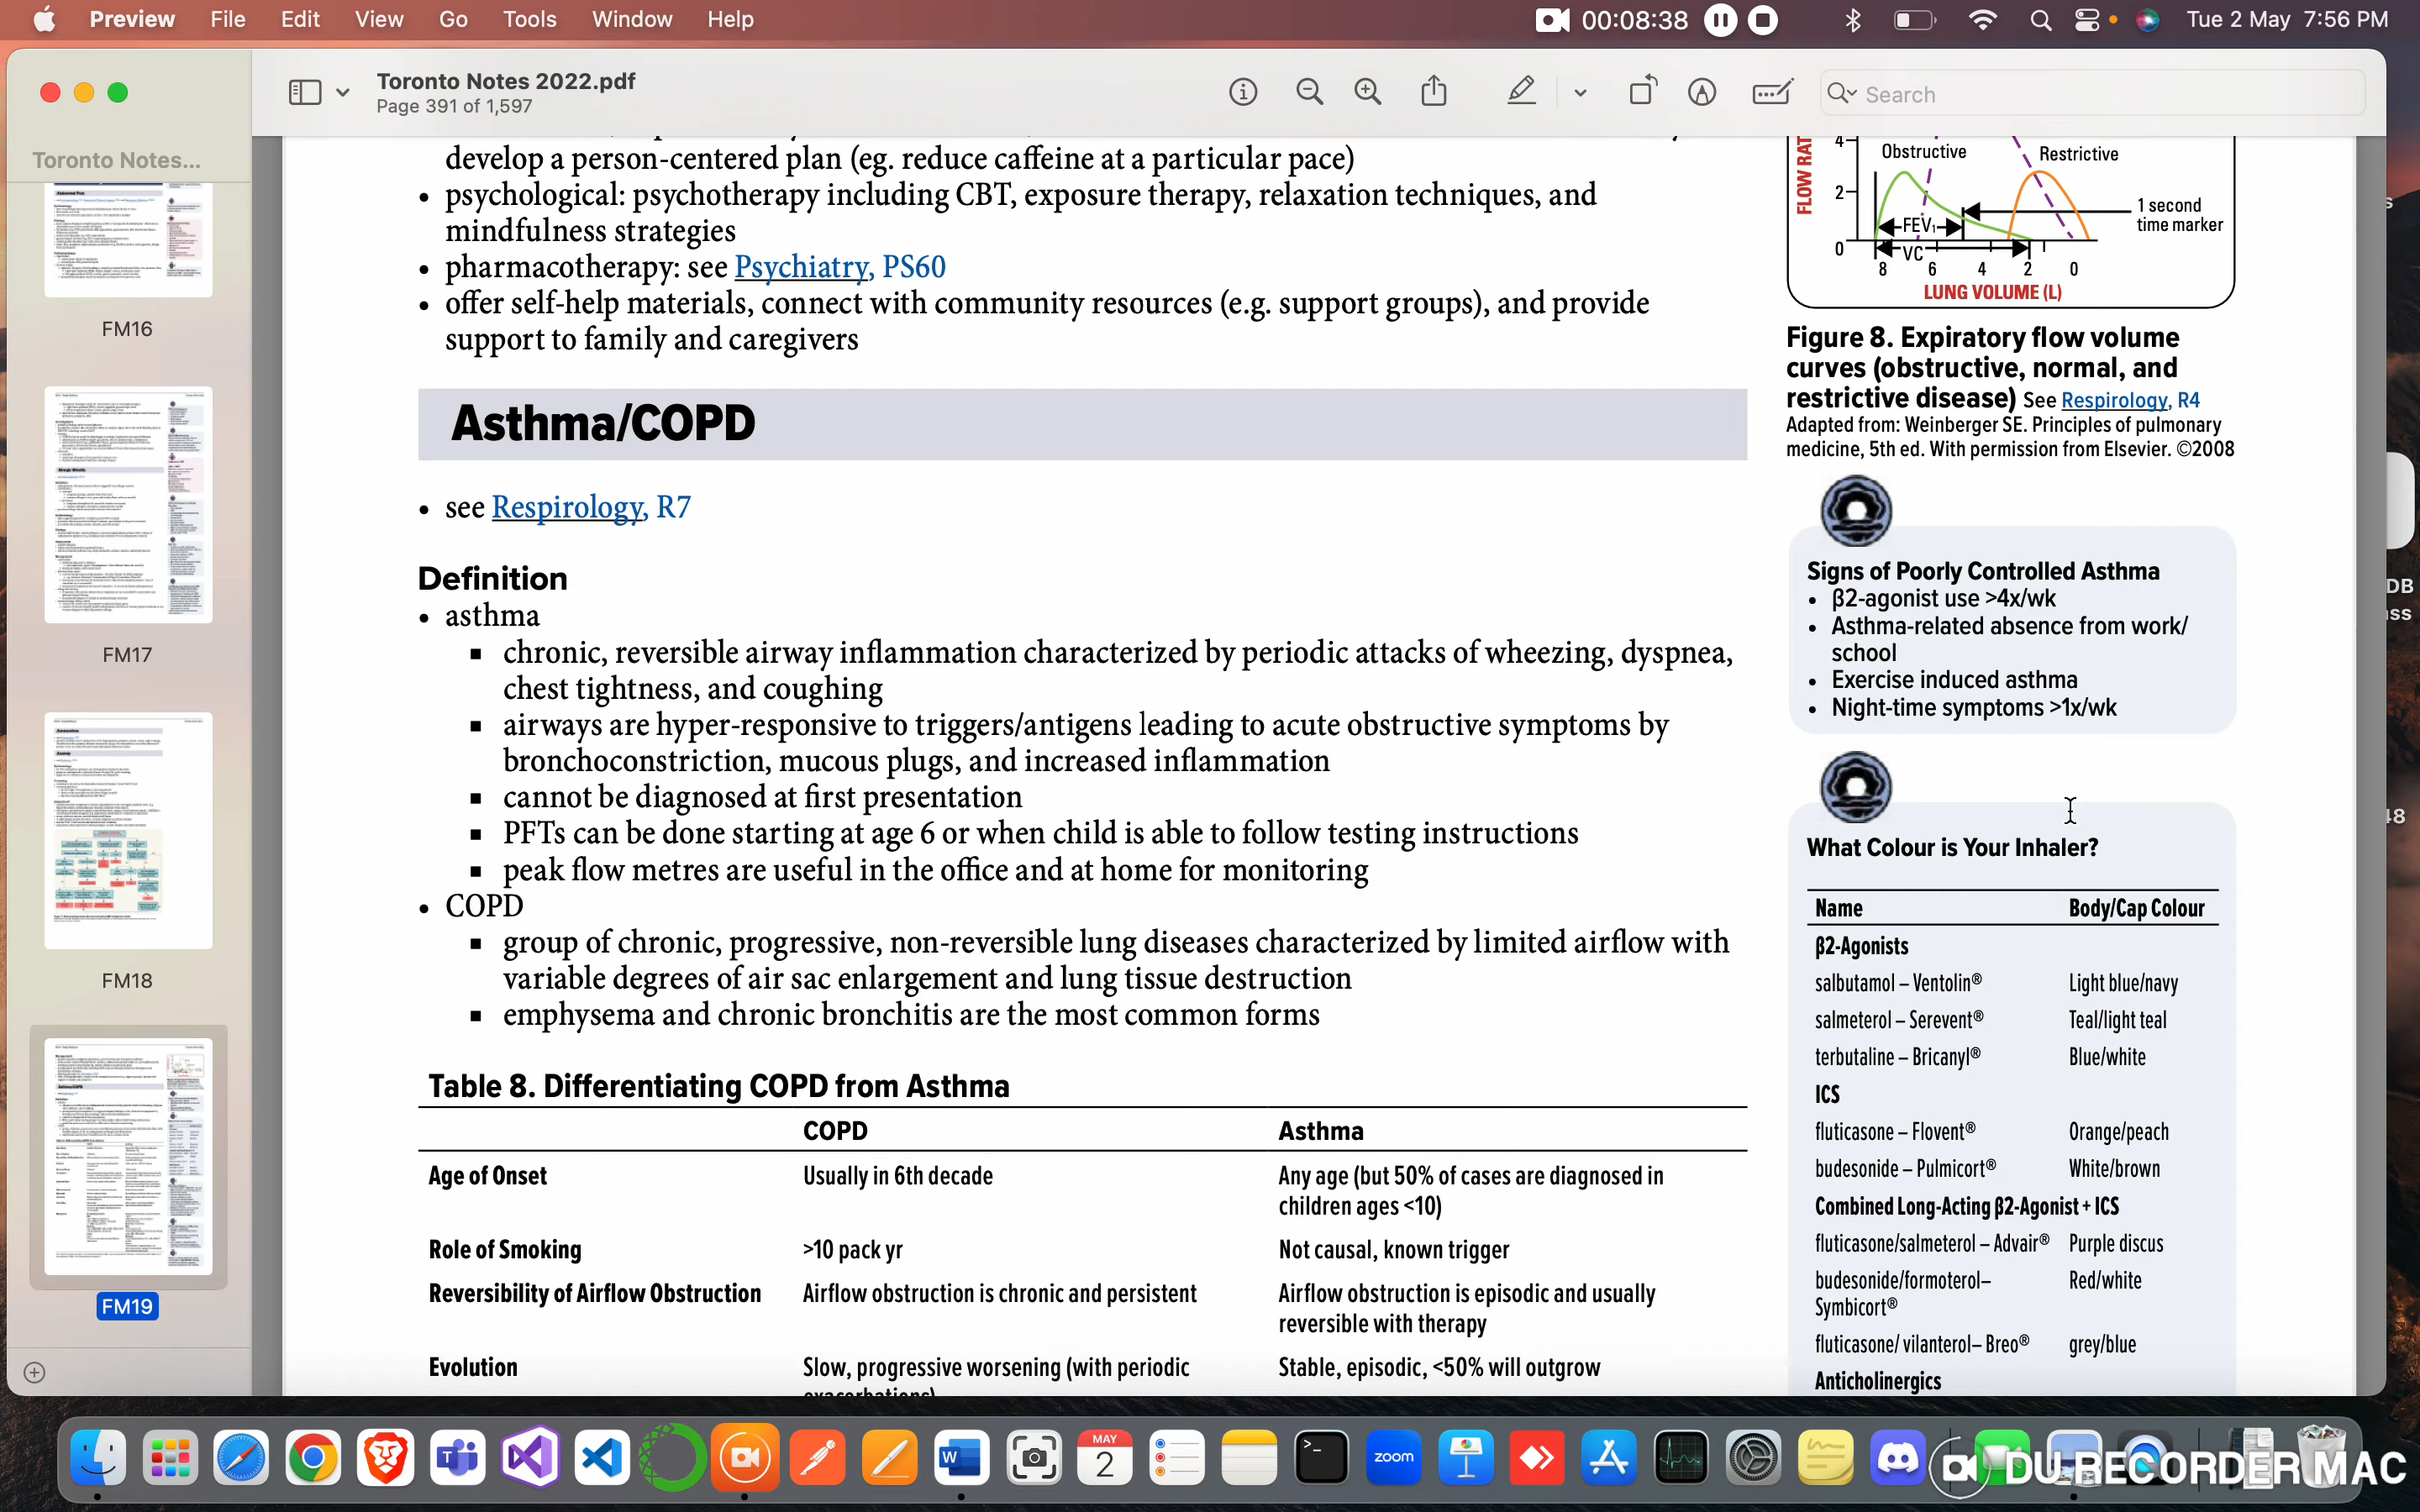 Preview File Edit View Go Tools Window Help 00:08:38 Tue 2 May 7:56 PM
Toronto Notes 2022.pdf
Page 391 of 1,597
Search
Toronto Notes...
FM16
FM17
FM18
FM19
develop a person-centered plan (eg. reduce caffeine at a particular pace)
• psychological: psychotherapy including CBT, exposure therapy, relaxation techniques, and
mindfulness strategies
• pharmacotherapy: see Psychiatry, PS60
• offer self-help materials, connect with community resources (e.g. support groups), and provide
support to family and caregivers
Asthma/COPD
• see Respirology, R7
Definition
• asthma
▪ chronic, reversible airway inflammation characterized by periodic attacks of wheezing, dyspnea,
chest tightness, and coughing
▪ airways are hyper-responsive to triggers/antigens leading to acute obstructive symptoms by
bronchoconstriction, mucous plugs, and increased inflammation
▪ cannot be diagnosed at first presentation
▪ PFTs can be done starting at age 6 or when child is able to follow testing instructions
▪ peak flow metres are useful in the office and at home for monitoring
• COPD
▪ group of chronic, progressive, non-reversible lung diseases characterized by limited airflow with
variable degrees of air sac enlargement and lung tissue destruction
▪ emphysema and chronic bronchitis are the most common forms
Table 8. Differentiating COPD from Asthma
COPD Asthma
Age of Onset Usually in 6th decade Any age (but 50% of cases are diagnosed in
children ages <10)
Role of Smoking >10 pack yr Not causal, known trigger
Reversibility of Airflow Obstruction Airflow obstruction is chronic and persistent Airflow obstruction is episodic and usually
reversible with therapy
Evolution Slow, progressive worsening (with periodic Stable, episodic, <50% will outgrow
exacerbations)
FLOW RAT
4
Obstructive Restrictive
2
FEV1
1 second
time marker
0
VC
8 6 4 2 0
LUNG VOLUME (L)
Figure 8. Expiratory flow volume
curves (obstructive, normal, and
restrictive disease) See Respirology, R4
Adapted from: Weinberger SE. Principles of pulmonary
medicine, 5th ed. With permission from Elsevier. ©2008
Signs of Poorly Controlled Asthma
• β2-agonist use >4x/wk
• Asthma-related absence from work/
school
• Exercise induced asthma
• Night-time symptoms >1x/wk
What Colour is Your Inhaler?
Name Body/Cap Colour
β2-Agonists
salbutamol – Ventolin® Light blue/navy
salmeterol – Serevent® Teal/light teal
terbutaline – Bricanyl® Blue/white
ICS
fluticasone – Flovent® Orange/peach
budesonide – Pulmicort® White/brown
Combined Long-Acting β2-Agonist + ICS
fluticasone/salmeterol – Advair® Purple discus
budesonide/formoterol– Red/white
Symbicort®
fluticasone/ vilanterol– Breo® grey/blue
Anticholinergics
DB
ss
48
MAY
2
zoom
DU RECORDER MAC